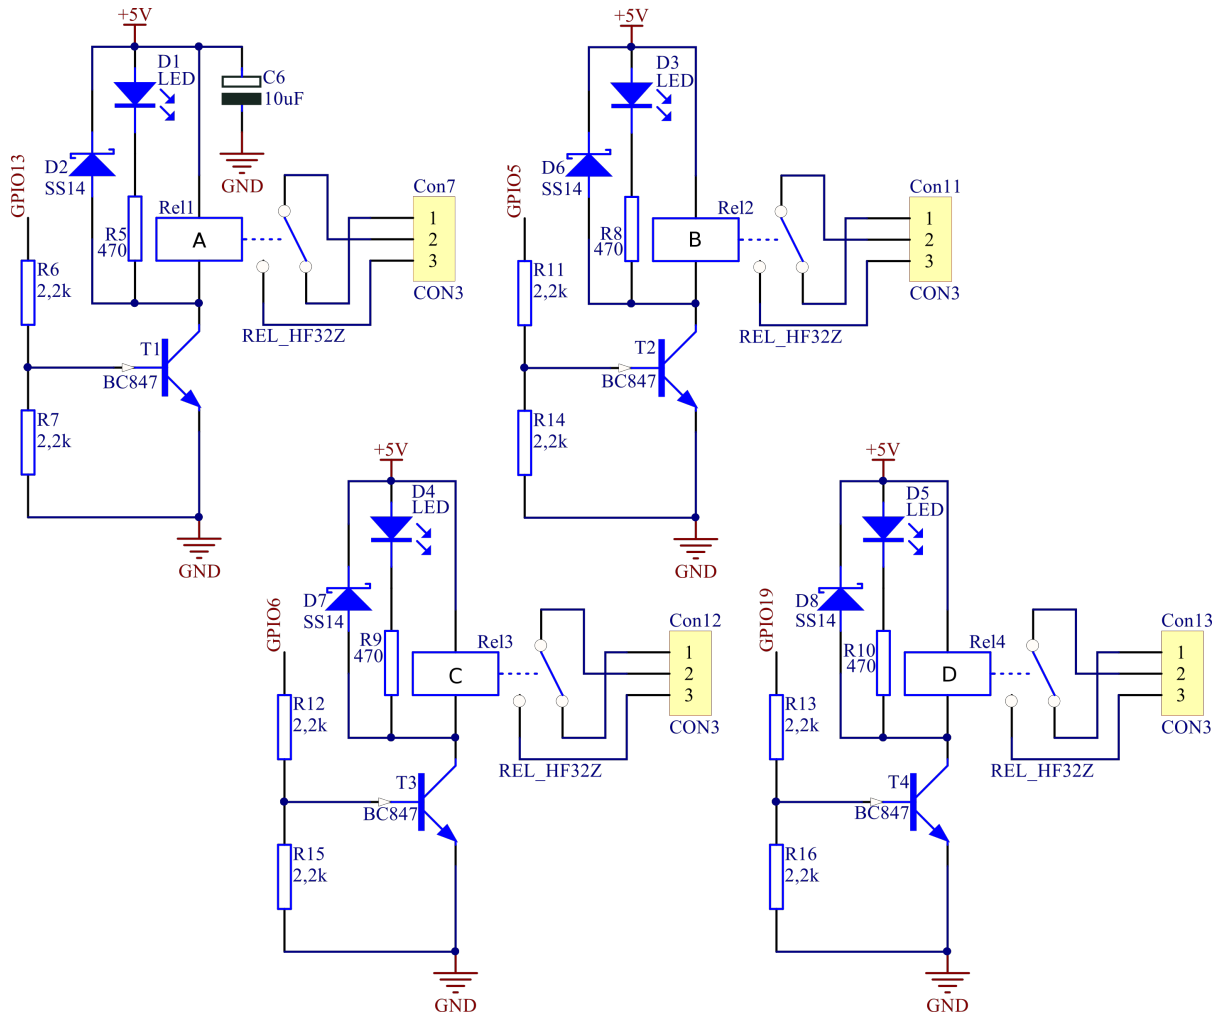 +5V
D1
LED
C6
10uF
GND
D2
SS14
GPIO13
Rel1
A
R5
470
Con7
1
2
3
CON3
R6
2,2k
REL_HF32Z
T1
BC847
R7
2,2k
GND
+5V
D3
LED
D6
SS14
GPIO5
Rel2
B
R8
470
Con11
1
2
3
CON3
R11
2,2k
REL_HF32Z
T2
BC847
R14
2,2k
GND
+5V
D4
LED
D7
SS14
GPIO6
Rel3
C
R9
470
Con12
1
2
3
CON3
R12
2,2k
REL_HF32Z
T3
BC847
R15
2,2k
GND
+5V
D5
LED
D8
SS14
GPIO19
Rel4
D
R10
470
Con13
1
2
3
CON3
R13
2,2k
REL_HF32Z
T4
BC847
R16
2,2k
GND